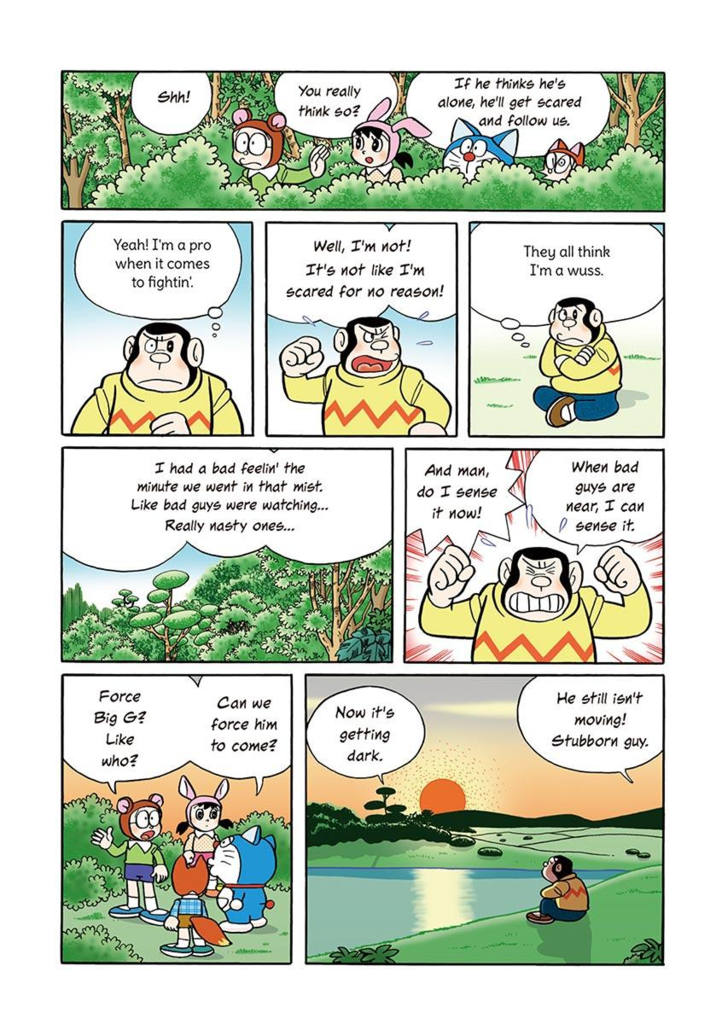 If he thinks he's
alone, he'll get scared
and follow us.
You really
think so?
Shh!
They all think
I'm a wuss.
Well, I'm not!
It's not like I'm
scared for no reason!
Yeah! I'm a pro
when it comes
to fightin'.
When bad
guys are
near, I can
sense it.
And man,
do I sense
it now!
I had a bad feelin' the
minute we went in that mist.
Like bad guys were watching...
Really nasty ones...
He still isn't
moving!
Stubborn guy.
Now it's
getting
dark.
Can we
force him
to come?
Force
Big G?
Like
who?